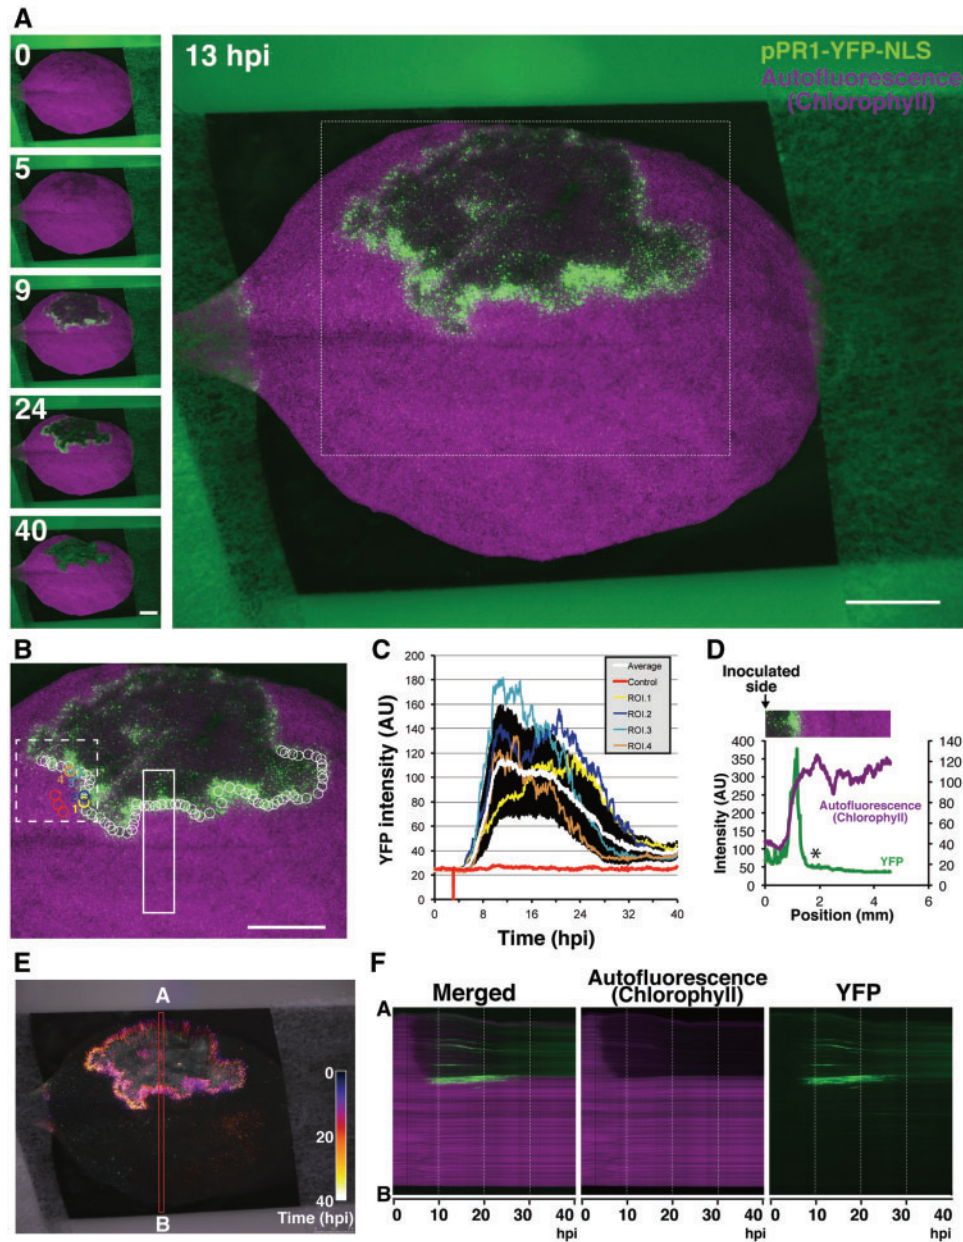 A
0
5
9
24
40
13 hpi
pPR1-YFP-NLS
Autofluorescence
(Chlorophyll)
B
4
3
2
1
C
YFP intensity (AU)
200
180
160
140
120
100
80
60
40
20
0
0 8 16 24 32 40
Time (hpi)
Average
Control
ROI.1
ROI.2
ROI.3
ROI.4
D
Inoculated
side
Intensity (AU)
400
350
300
250
200
150
100
50
0
140
120
100
80
60
40
20
0
Autofluorescence
(Chlorophyll)
YFP
*
0 2 4 6
Position (mm)
E
A
B
0
20
40
Time (hpi)
F
Merged
Autofluorescence
(Chlorophyll)
YFP
A
B
0 10 20 30 40
hpi
0 10 20 30 40
hpi
0 10 20 30 40
hpi